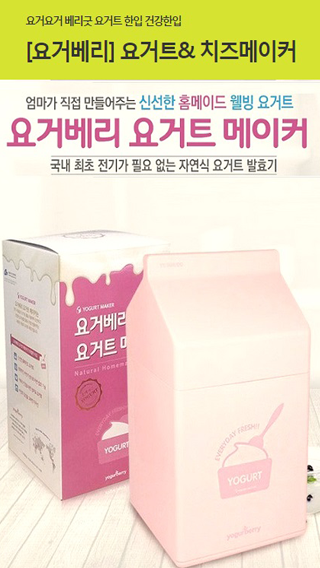 요거요거 베리굿 요거트 한입 건강한입
[요거베리] 요거트& 치즈메이커
엄마가 직접 만들어주는 신선한 홈메이드 웰빙 요거트
요거베리 요거트 메이커
국내 최초 전기가 필요 없는 자연식 요거트 발효기
YOGURT MAKER
요거베리
요거트 메
Natural Homemade
EVERYDAY FRESH!!
YOGURT
yogurberry